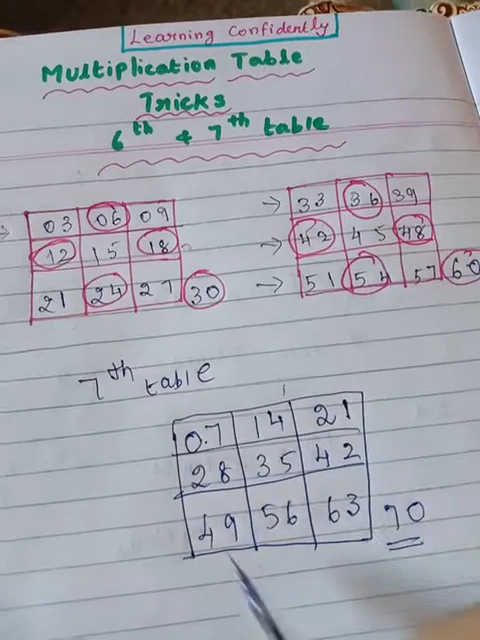 Learning Confidently
Multiplication Table
Tricks
6th & 7th table
→ 03 06 09
12 15 18
21 24 27 30
→ 33 36 39
→ 42 45 48
→ 51 54 57 60
7th table
0.7 14 21
28 35 42
49 56 63 70